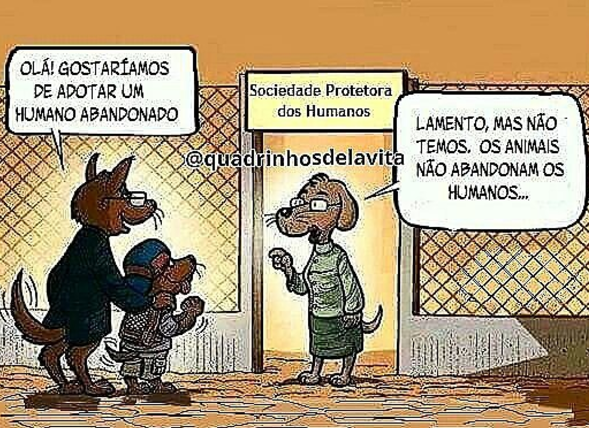 OLÁ! GOSTARÍAMOS
DE ADOTAR UM
HUMANO ABANDONADO
Sociedade Protetora
dos Humanos
@quadrinhosdelavita
LAMENTO, MAS NÃO
TEMOS. OS ANIMAIS
NÃO ABANDONAM OS
HUMANOS...